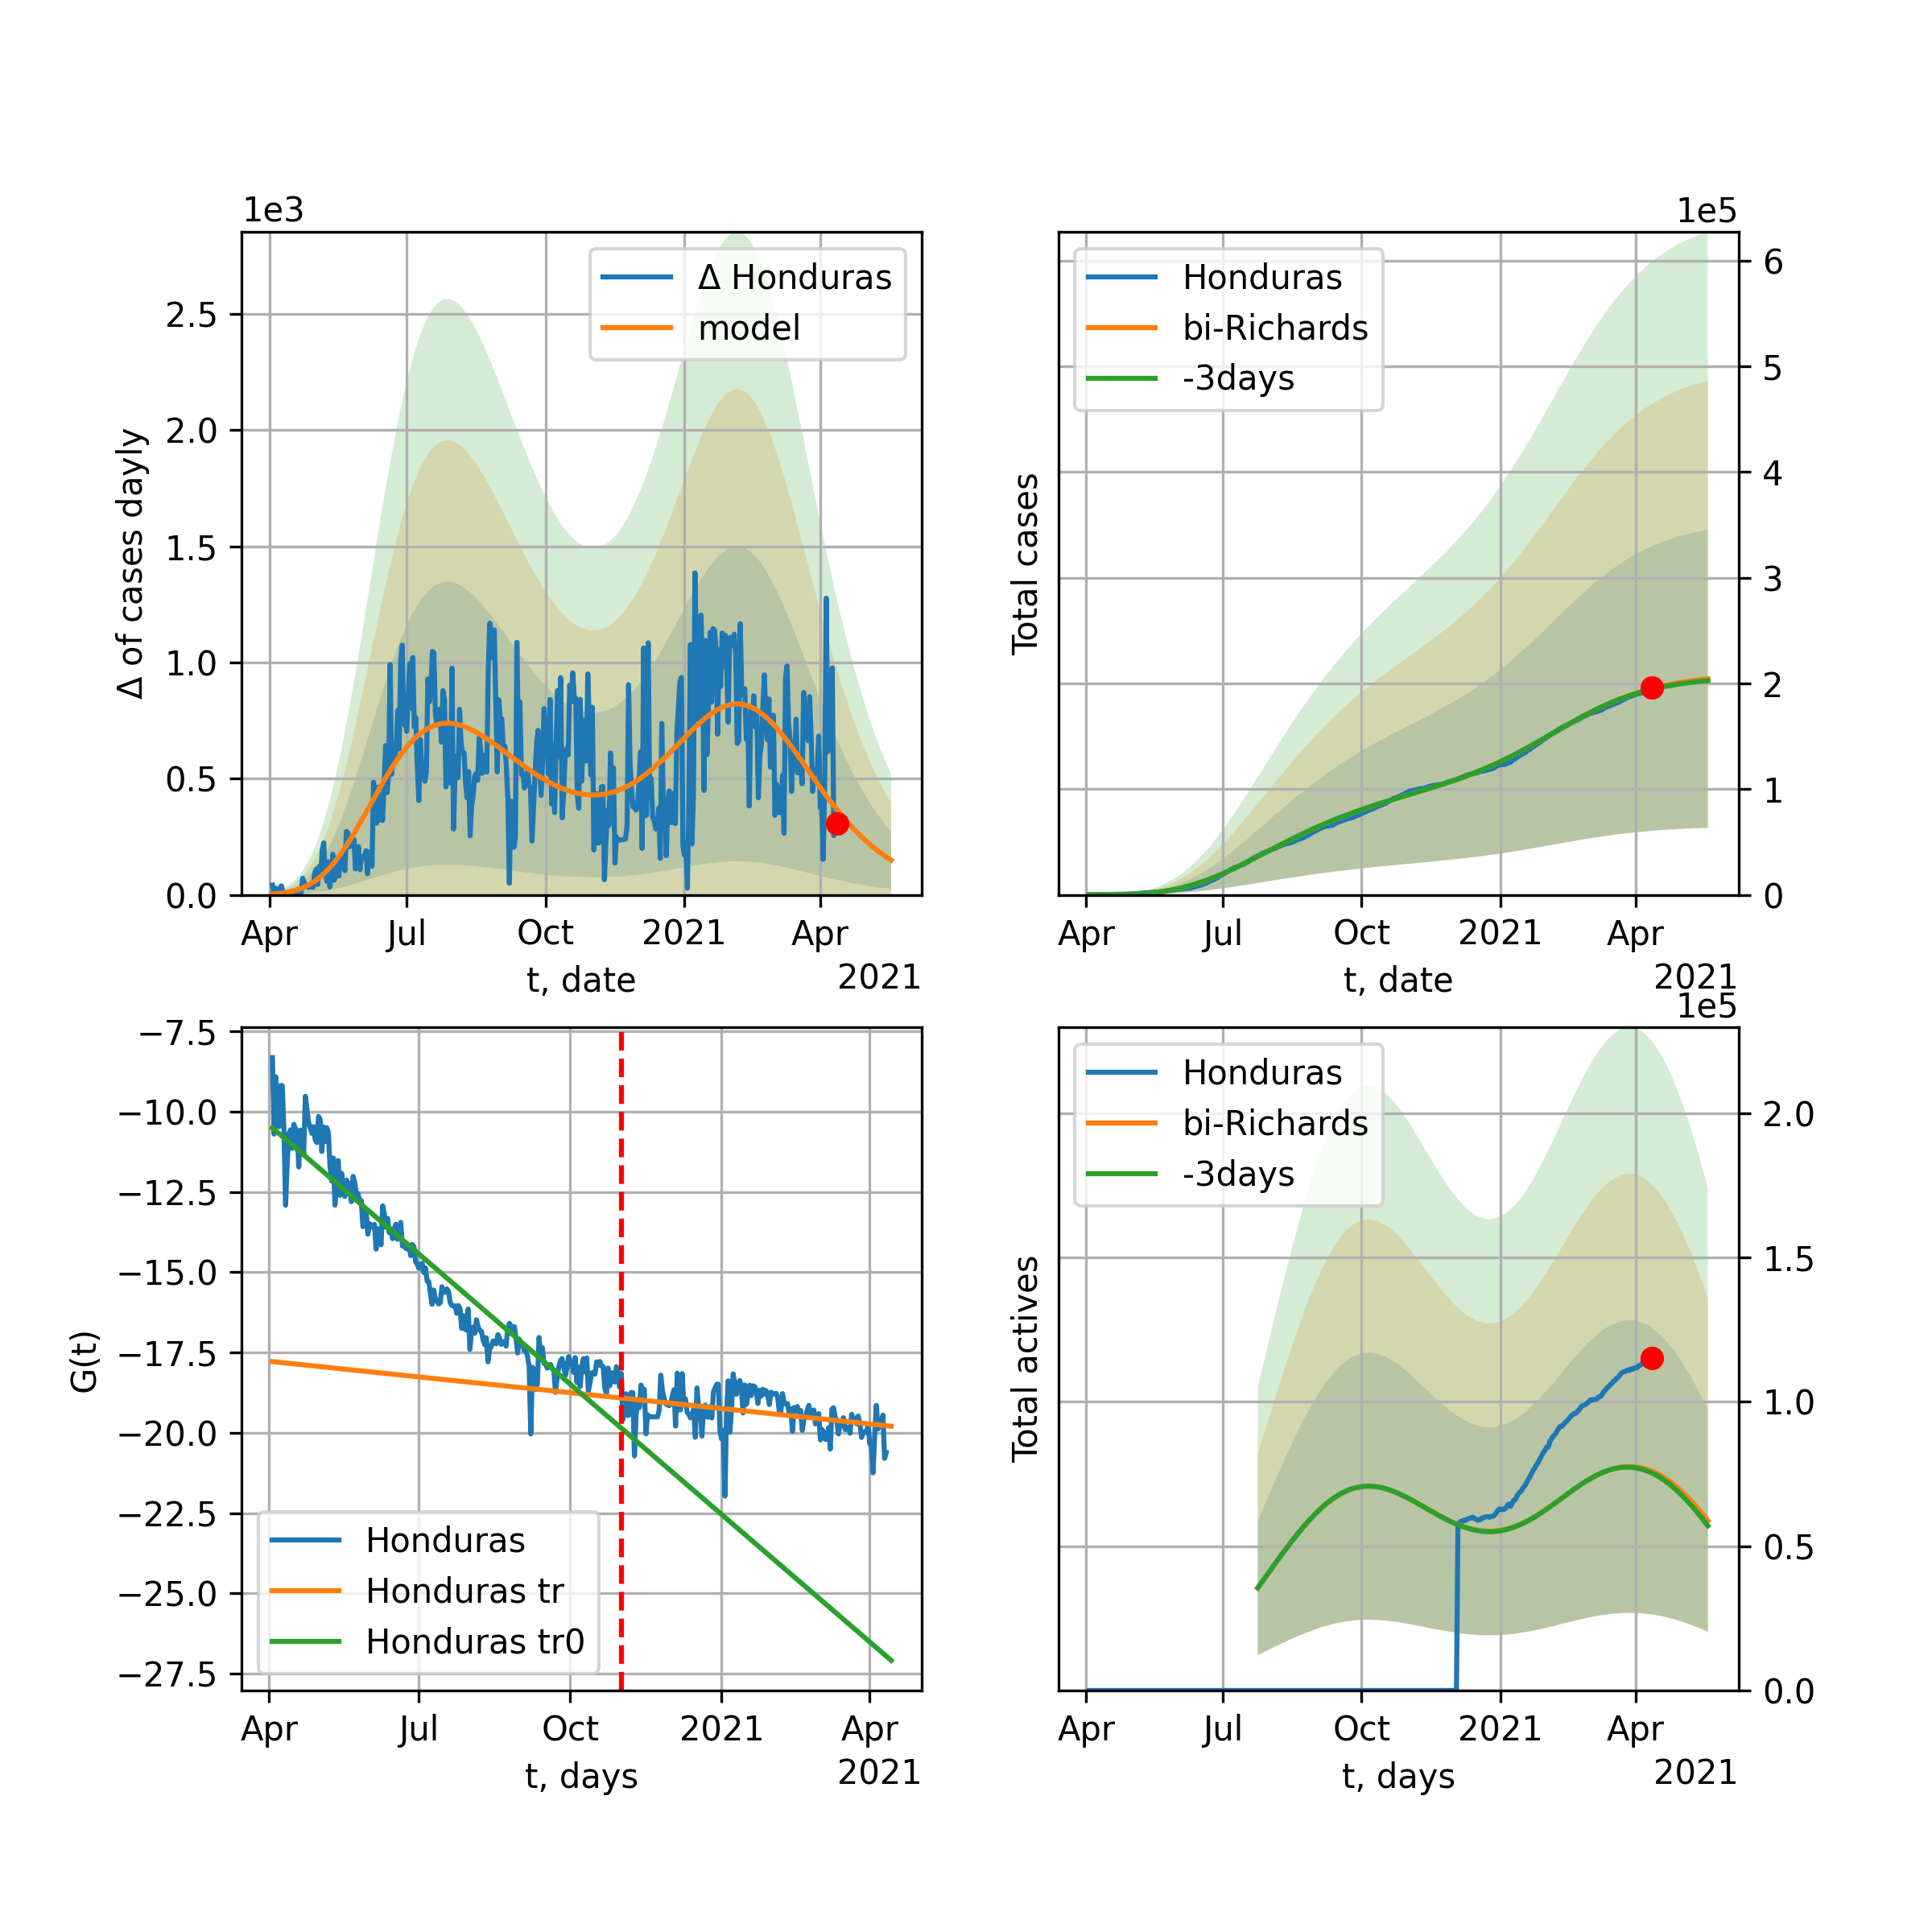 1e3
Δ Honduras
model
2.5
2.0
1.5
1.0
0.5
0.0
Δ of cases dayly
Apr Jul Oct 2021 Apr
t, date
2021
1e5
Honduras
bi-Richards
-3days
6
5
4
3
2
1
0
Total cases
Apr Jul Oct 2021 Apr
t, date
2021
−7.5
−10.0
−12.5
−15.0
−17.5
−20.0
−22.5
−25.0
−27.5
G(t)
Honduras
Honduras tr
Honduras tr0
Apr Jul Oct 2021 Apr
t, days
2021
1e5
Honduras
bi-Richards
-3days
2.0
1.5
1.0
0.5
0.0
Total actives
Apr Jul Oct 2021 Apr
t, days
2021